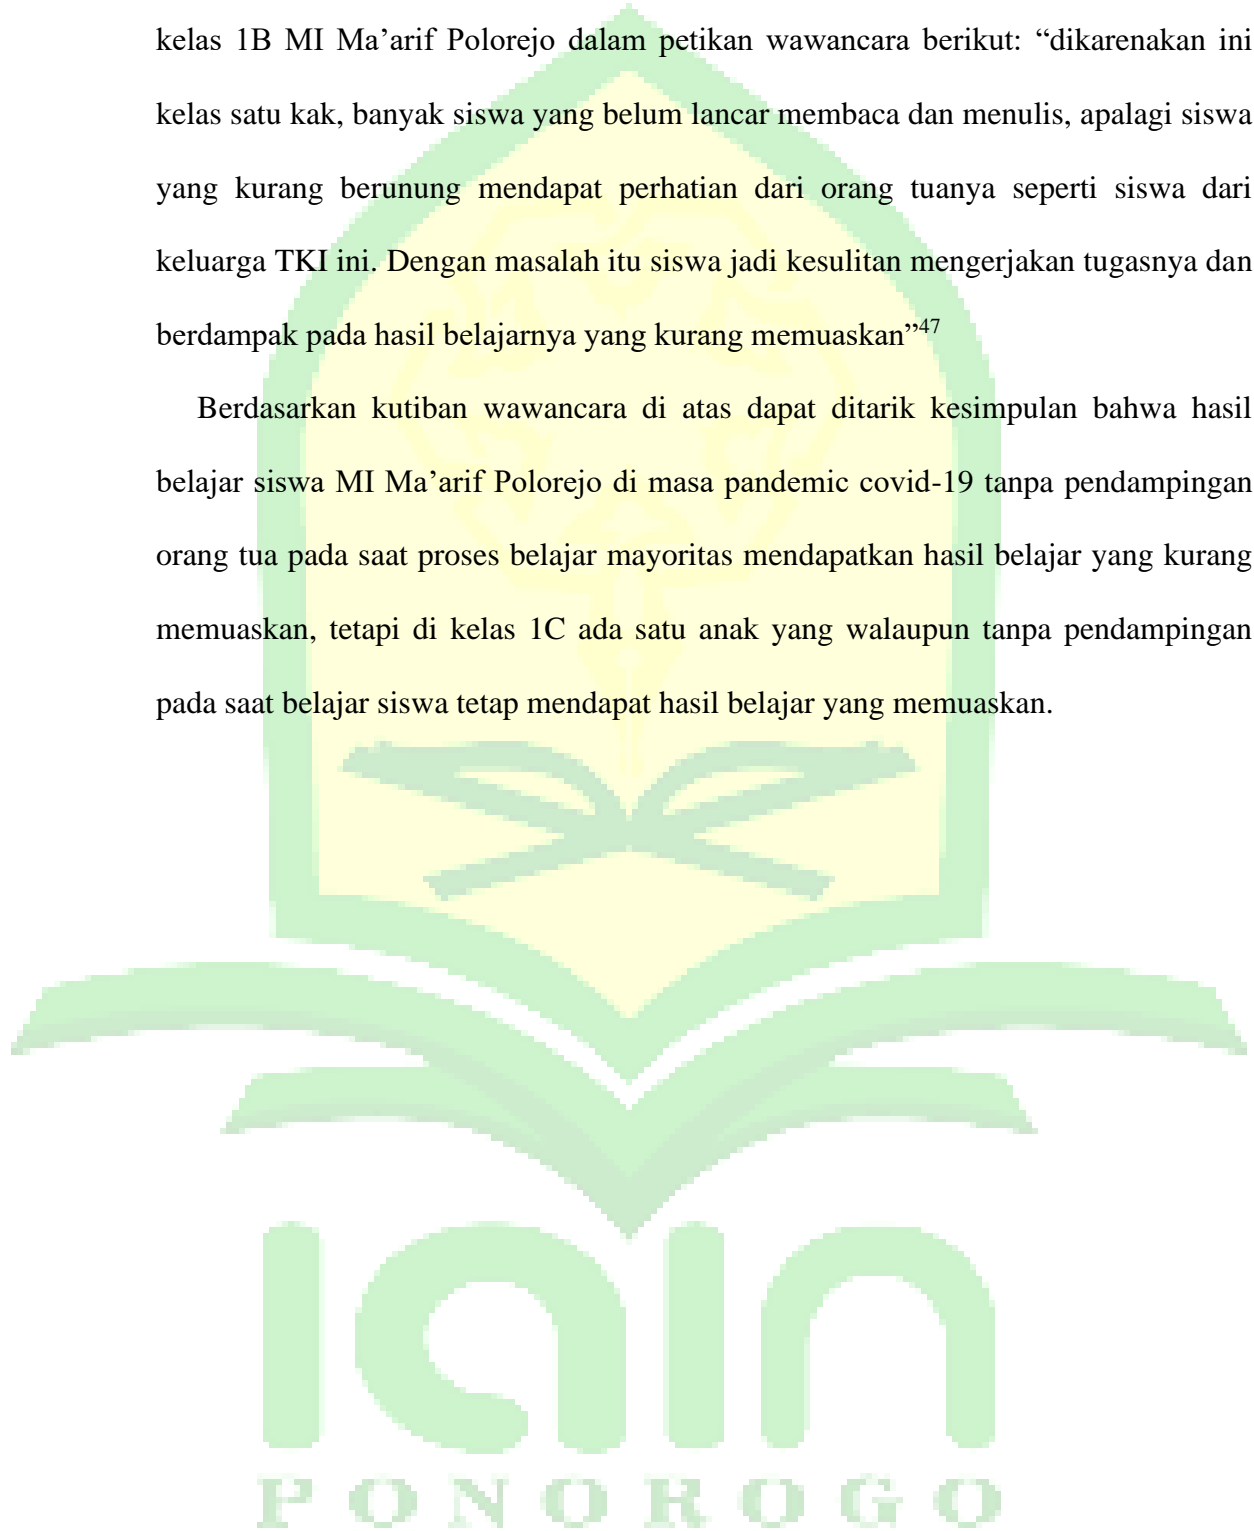 kelas 1B MI Ma’arif Polorejo dalam petikan wawancara berikut: “dikarenakan ini
kelas satu kak, banyak siswa yang belum lancar membaca dan menulis, apalagi siswa
yang kurang berunung mendapat perhatian dari orang tuanya seperti siswa dari
keluarga TKI ini. Dengan masalah itu siswa jadi kesulitan mengerjakan tugasnya dan
berdampak pada hasil belajarnya yang kurang memuaskan”47
Berdasarkan kutiban wawancara di atas dapat ditarik kesimpulan bahwa hasil
belajar siswa MI Ma’arif Polorejo di masa pandemic covid-19 tanpa pendampingan
orang tua pada saat proses belajar mayoritas mendapatkan hasil belajar yang kurang
memuaskan, tetapi di kelas 1C ada satu anak yang walaupun tanpa pendampingan
pada saat belajar siswa tetap mendapat hasil belajar yang memuaskan.
iain
PONOROGO